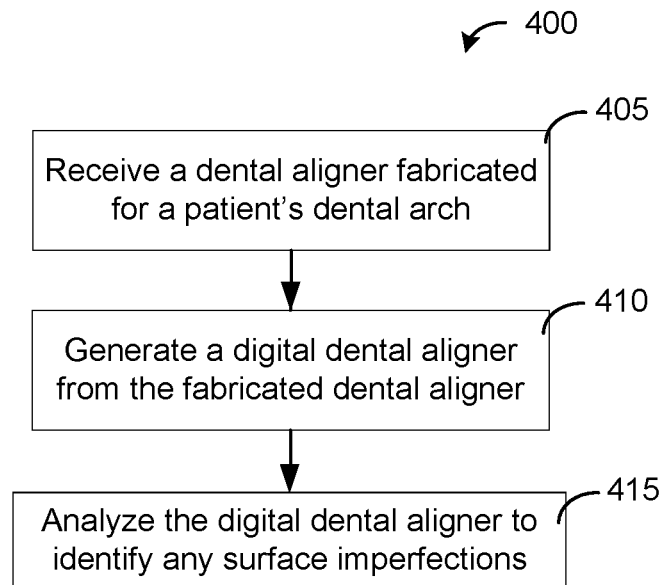 400
405
Receive a dental aligner fabricated
for a patient's dental arch
410
Generate a digital dental aligner
from the fabricated dental aligner
415
Analyze the digital dental aligner to
identify any surface imperfections